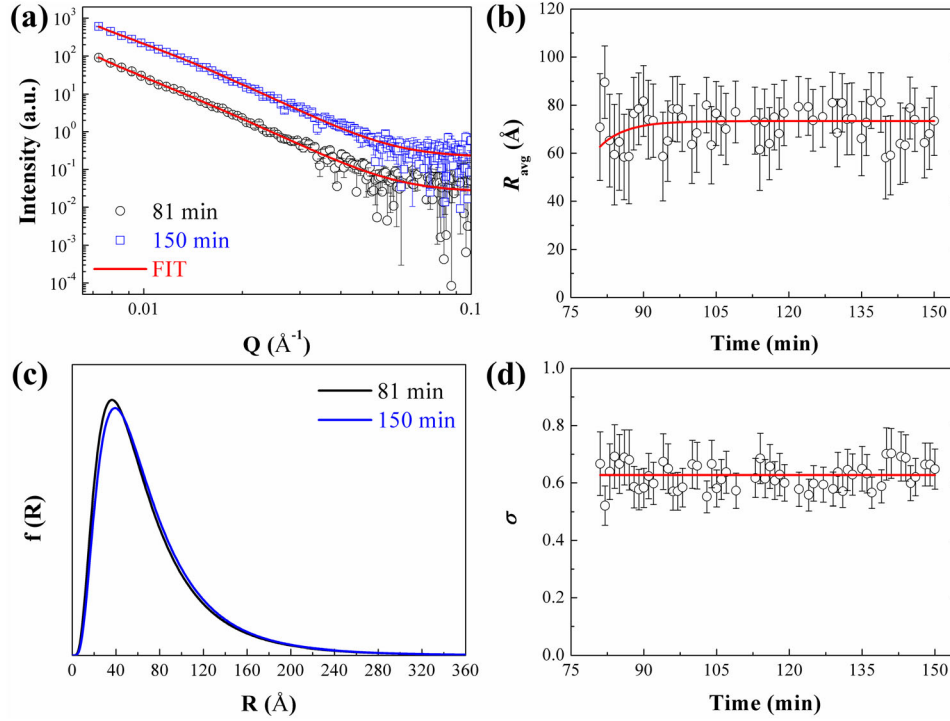 (a)
10³
10²
10¹
10⁰
10⁻¹
10⁻²
10⁻³
10⁻⁴
Intensity (a.u.)
81 min
150 min
FIT
0.01 0.1
Q (Å⁻¹)
(b)
120
100
80
60
40
20
0
R_avg (Å)
75 90 105 120 135 150
Time (min)
(c)
f (R)
81 min
150 min
0 40 80 120 160 200 240 280 320 360
R (Å)
(d)
1.0
0.8
0.6
0.4
0.2
0.0
σ
75 90 105 120 135 150
Time (min)